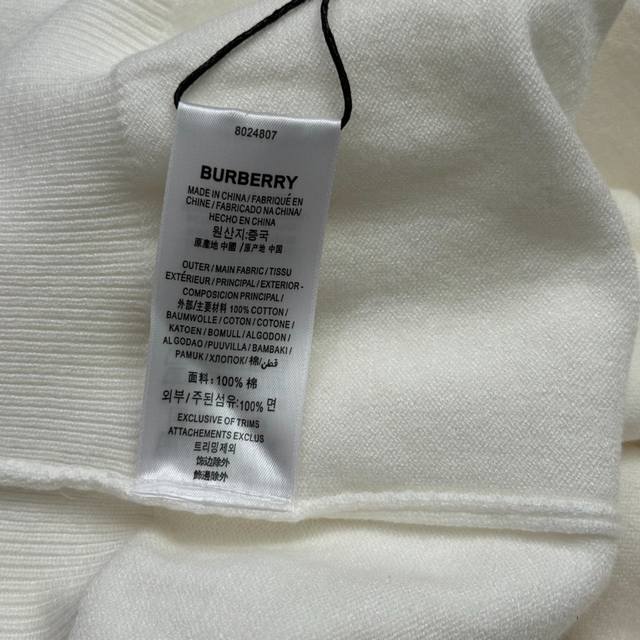 8024807
BURBERRY
MADE IN CHINA/ FABRIQUÉ EN
CHINE/ FABRICADO NA CHINA/
HECHO EN CHINA
원산지:중국
原產地 中國 /原产地 中国
OUTER / MAIN FABRIC / TISSU
EXTÉRIEUR / PRINCIPAL / EXTERIOR -
COMPOSICION PRINCIPAL /
外部/主要材料 100% COTTON /
BAUMWOLLE / COTON / COTONE /
KATOEN / BOMULL / ALGODON /
ALGODAO / PUUVILLA / BAMBAKI /
PAMUK / ХЛОПОК / 棉/ قطن/
面料:100% 棉
외부 / 주된섬유:100% 면
EXCLUSIVE OF TRIMS
ATTACHEMENTS EXCLUS
트리밍제외
饰边除外
飾邊除外